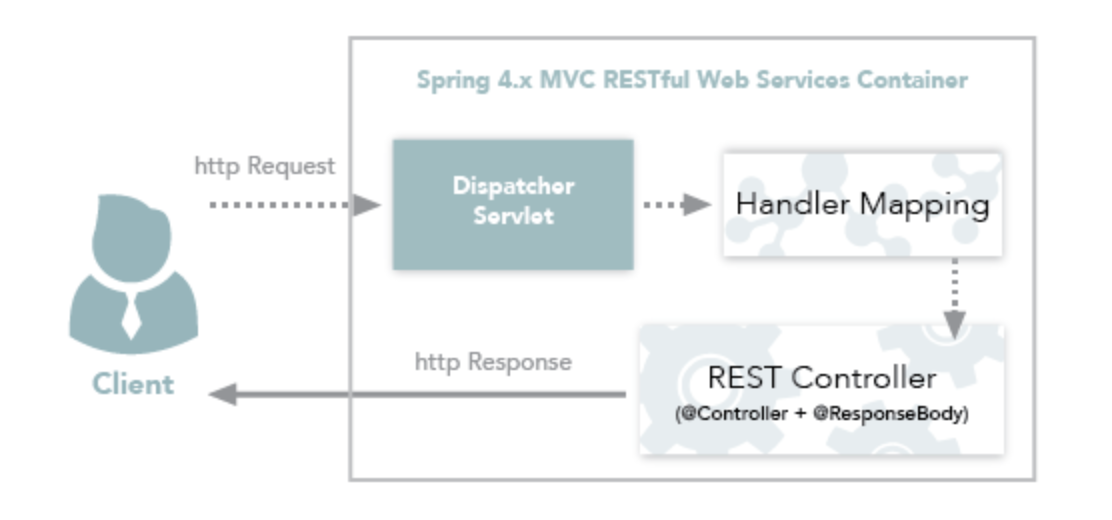 Spring 4.x MVC RESTful Web Services Container
http Request
Dispatcher
Servlet
Handler Mapping
http Response
REST Controller
(@Controller + @ResponseBody)
Client